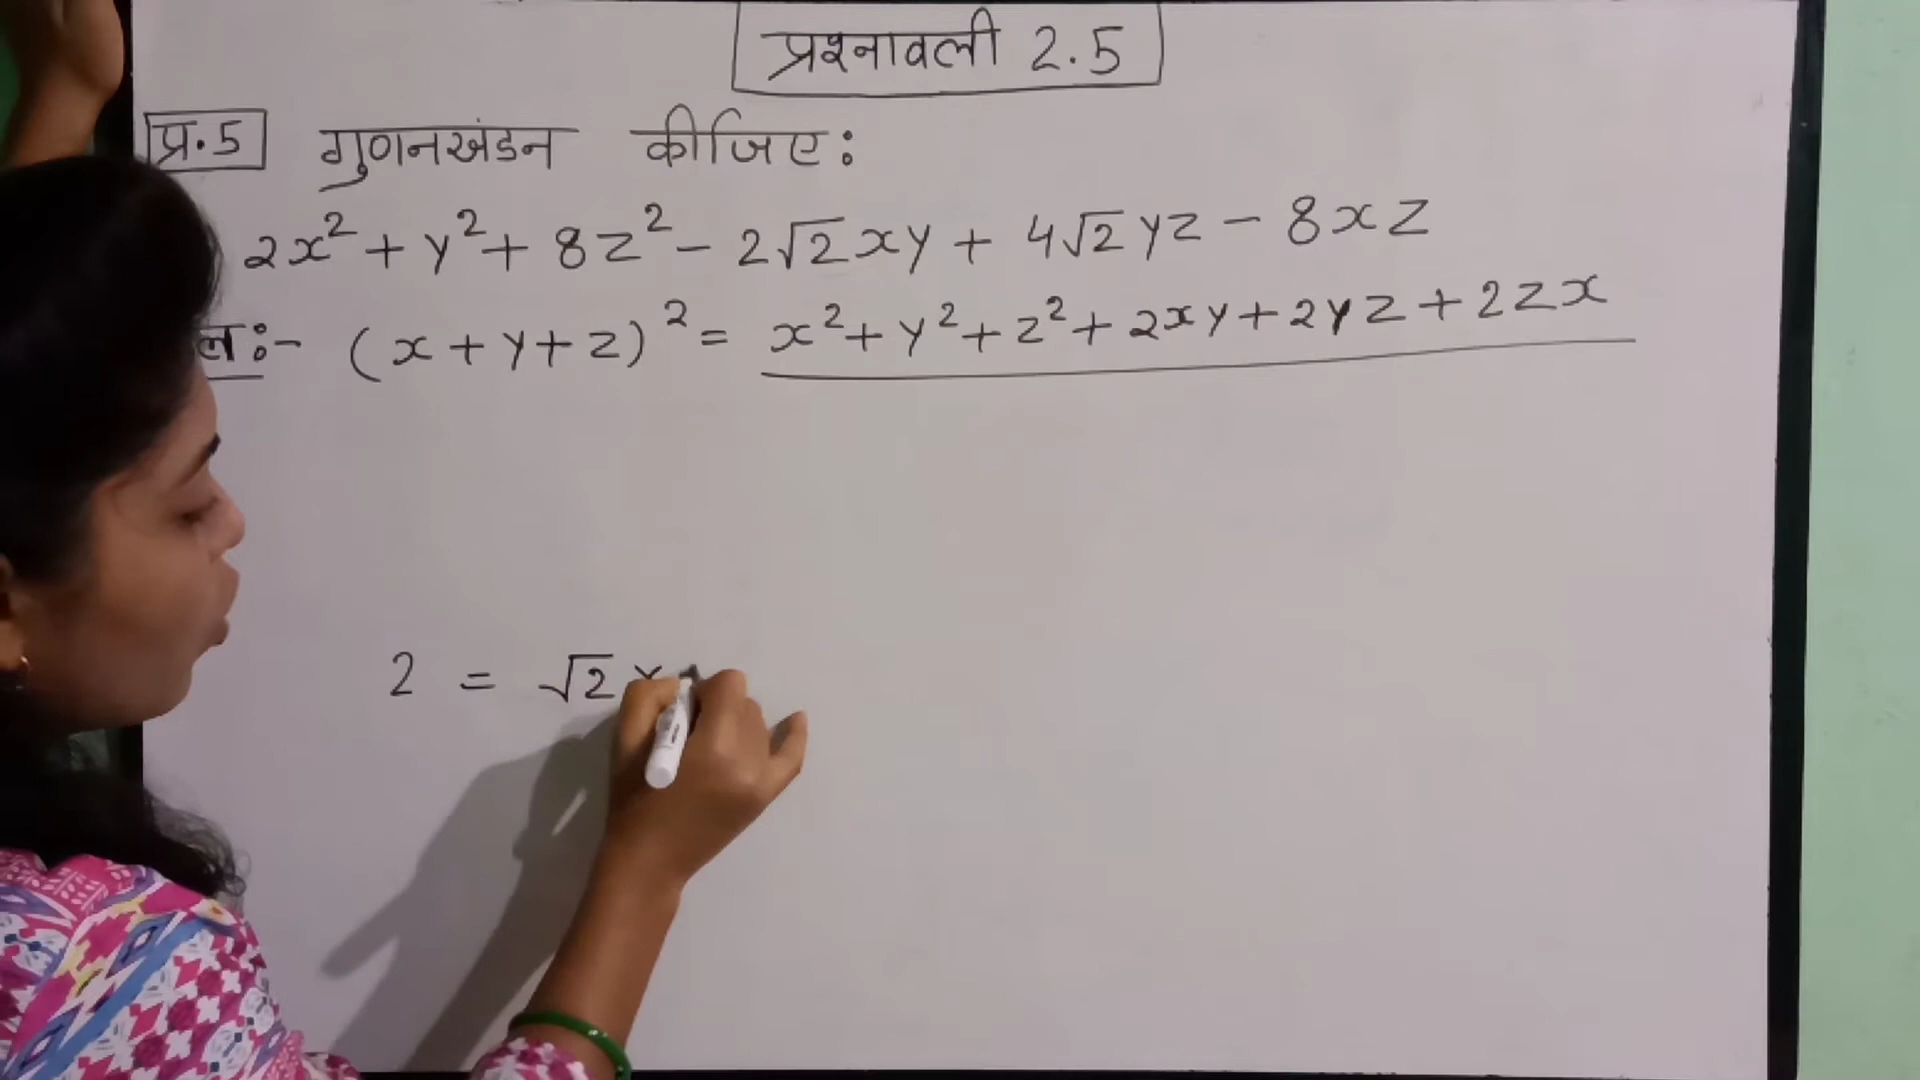 प्रश्नावली 2.5
प्र.5 गुणनखंडन कीजिए:
2x² + y² + 8z² - 2√2xy + 4√2yz - 8xz
ल:- (x+y+z)² = x² + y² + z² + 2xy + 2yz + 2zx
2 = √2 ×